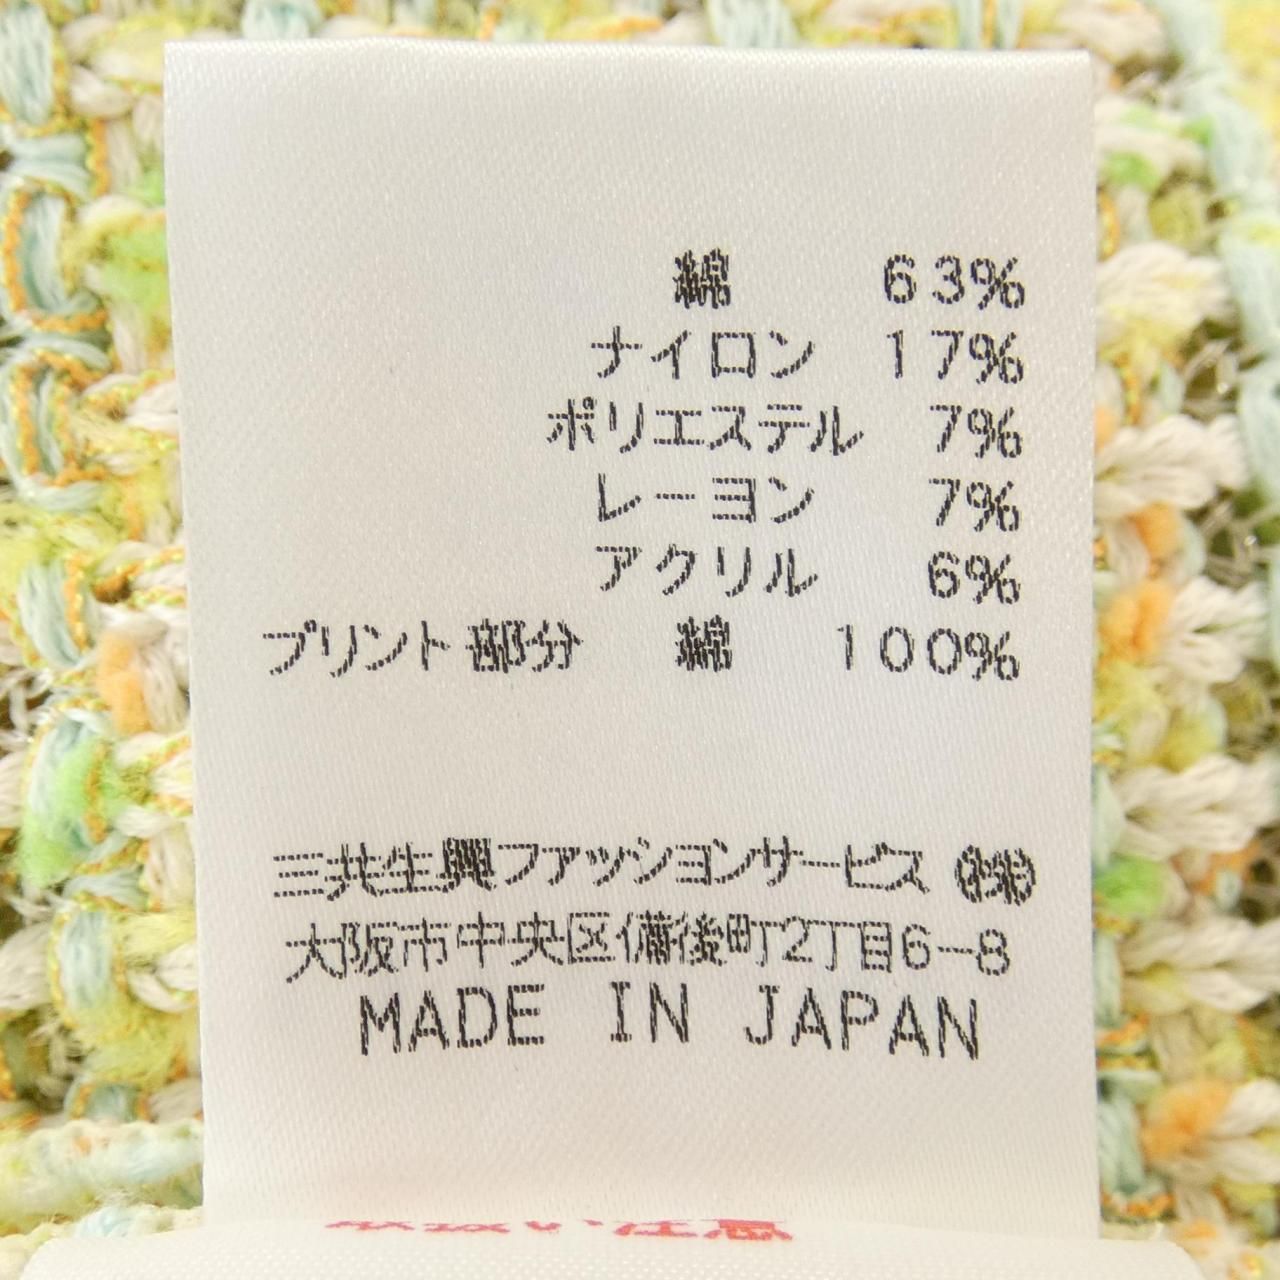 綿 63%
ナイロン 17%
ポリエステル 7%
レーヨン 7%
アクリル 6%
プリント部分 綿 100%
三共生興ファッションサービス ㈱
大阪市中央区備後町2丁目6-8
MADE IN JAPAN